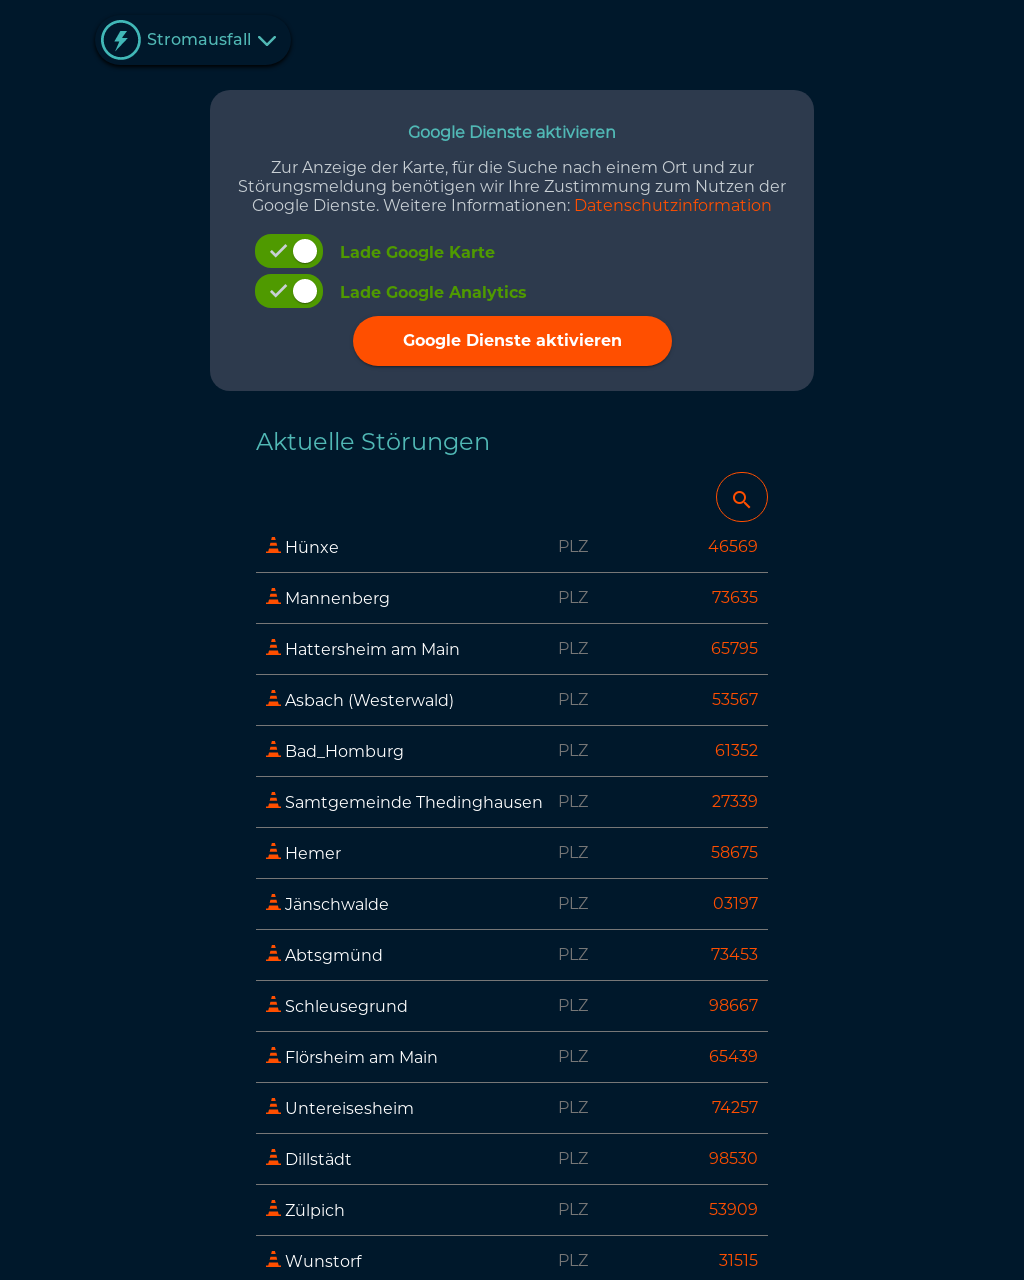 Stromausfall
Google Dienste aktivieren
Zur Anzeige der Karte, für die Suche nach einem Ort und zur
Störungsmeldung benötigen wir Ihre Zustimmung zum Nutzen der
Google Dienste. Weitere Informationen: Datenschutzinformation
Lade Google Karte
Lade Google Analytics
Google Dienste aktivieren
Aktuelle Störungen
Hünxe PLZ 46569
Mannenberg PLZ 73635
Hattersheim am Main PLZ 65795
Asbach (Westerwald) PLZ 53567
Bad_Homburg PLZ 61352
Samtgemeinde Thedinghausen PLZ 27339
Hemer PLZ 58675
Jänschwalde PLZ 03197
Abtsgmünd PLZ 73453
Schleusegrund PLZ 98667
Flörsheim am Main PLZ 65439
Untereisesheim PLZ 74257
Dillstädt PLZ 98530
Zülpich PLZ 53909
Wunstorf PLZ 31515